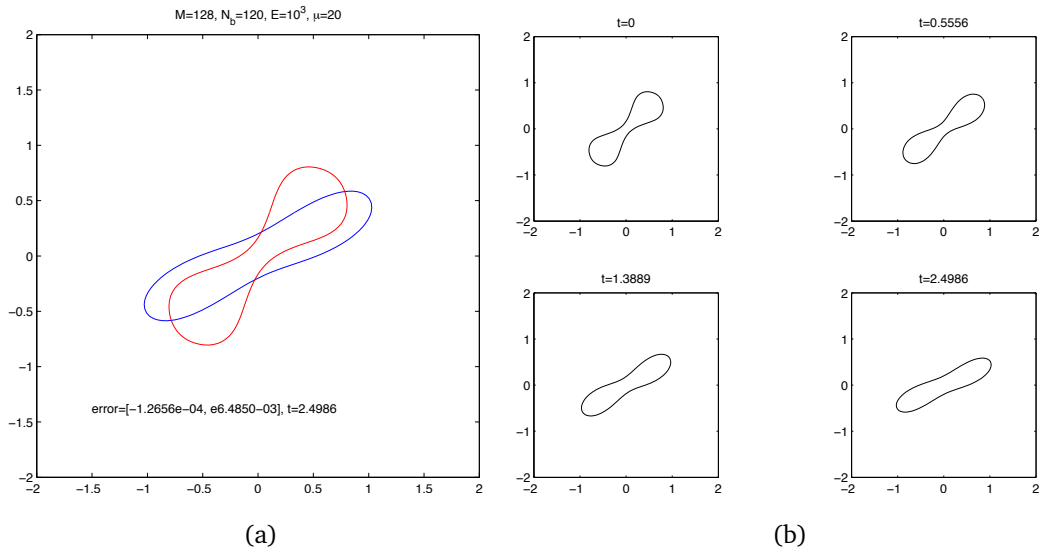 M=128, N_b=120, E=10^3, μ=20
2
1.5
1
0.5
0
−0.5
−1
−1.5
−2
error=[−1.2656e−04, e6.4850−03], t=2.4986
−2 −1.5 −1 −0.5 0 0.5 1 1.5 2
(a)
t=0
2
1
0
−1
−2
−2 −1 0 1 2
t=0.5556
2
1
0
−1
−2
−2 −1 0 1 2
t=1.3889
2
1
0
−1
−2
−2 −1 0 1 2
t=2.4986
2
1
0
−1
−2
−2 −1 0 1 2
(b)